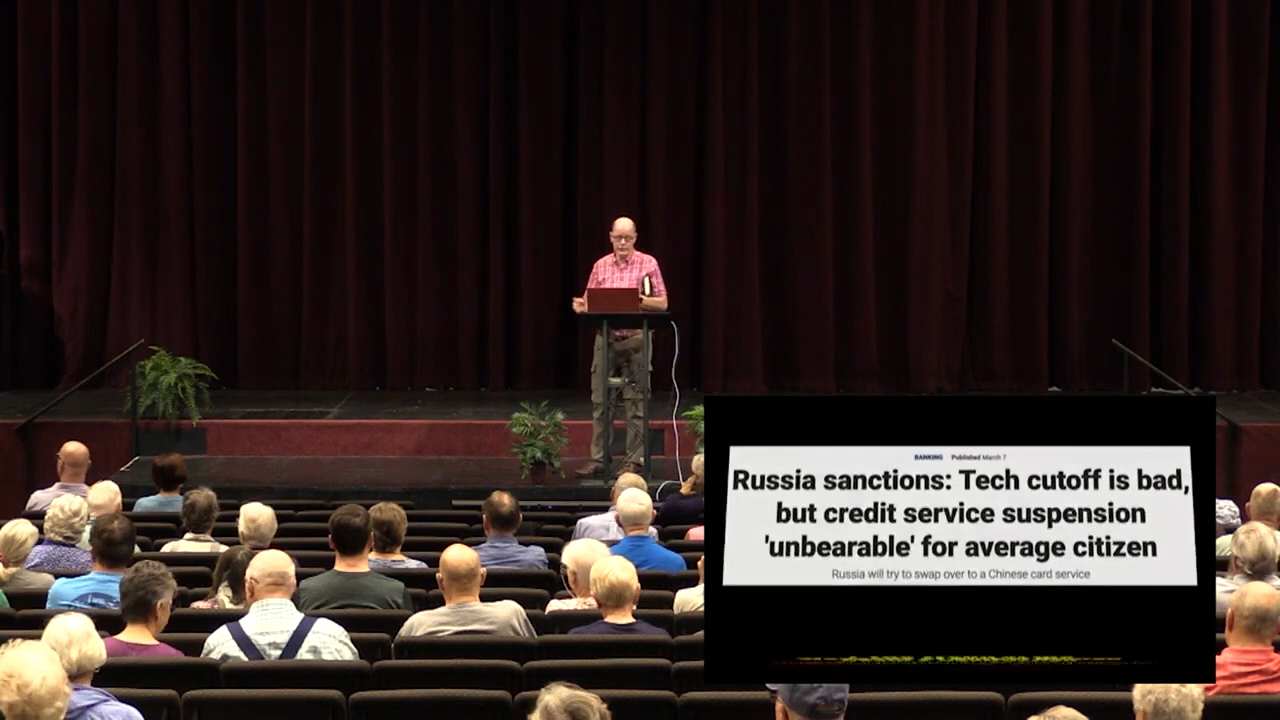 BANKING Published March 7
Russia sanctions: Tech cutoff is bad,
but credit service suspension
'unbearable' for average citizen
Russia will try to swap over to a Chinese card service